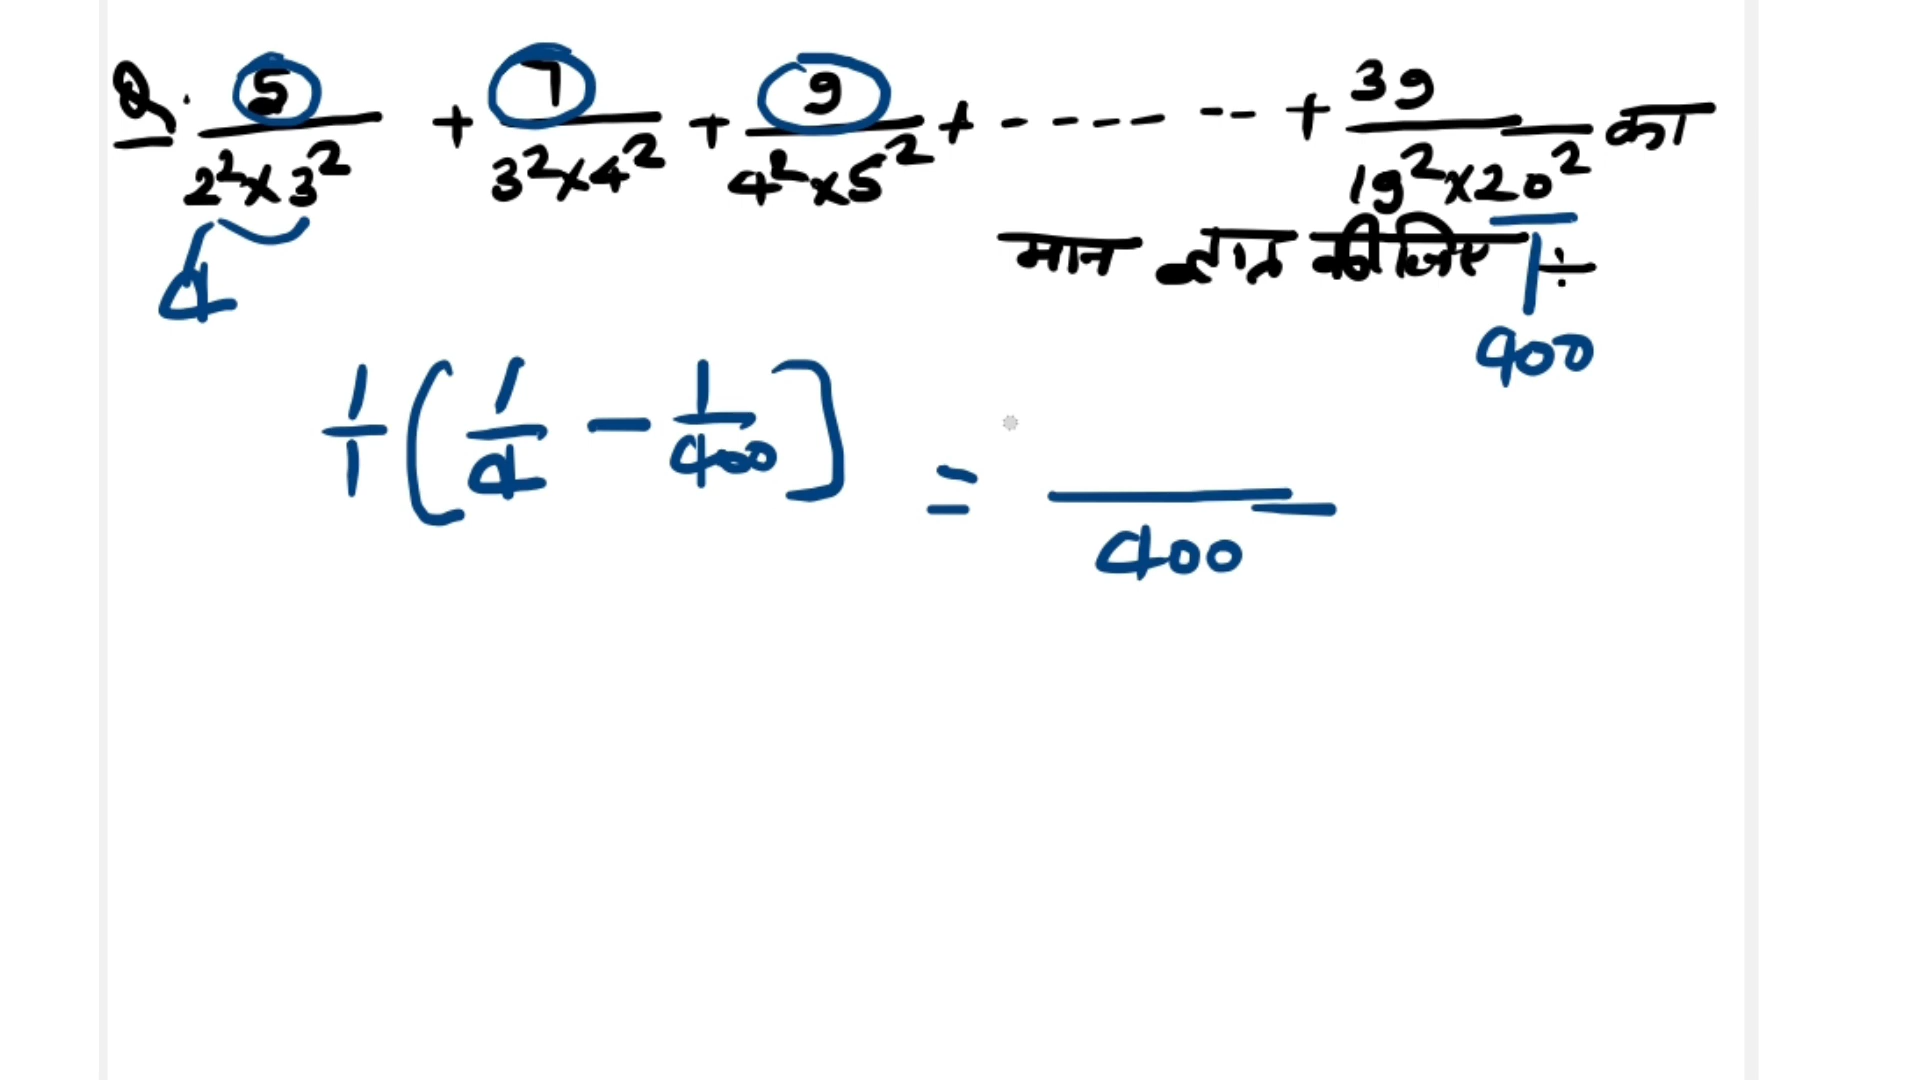 Q. 5/(2²×3²) + 7/(3²×4²) + 9/(4²×5²) + ------ -- + 39/(19²×20²) का
मान ज्ञात कीजिए ÷
4
400
1/1 (1/4 − 1/400) = —/400